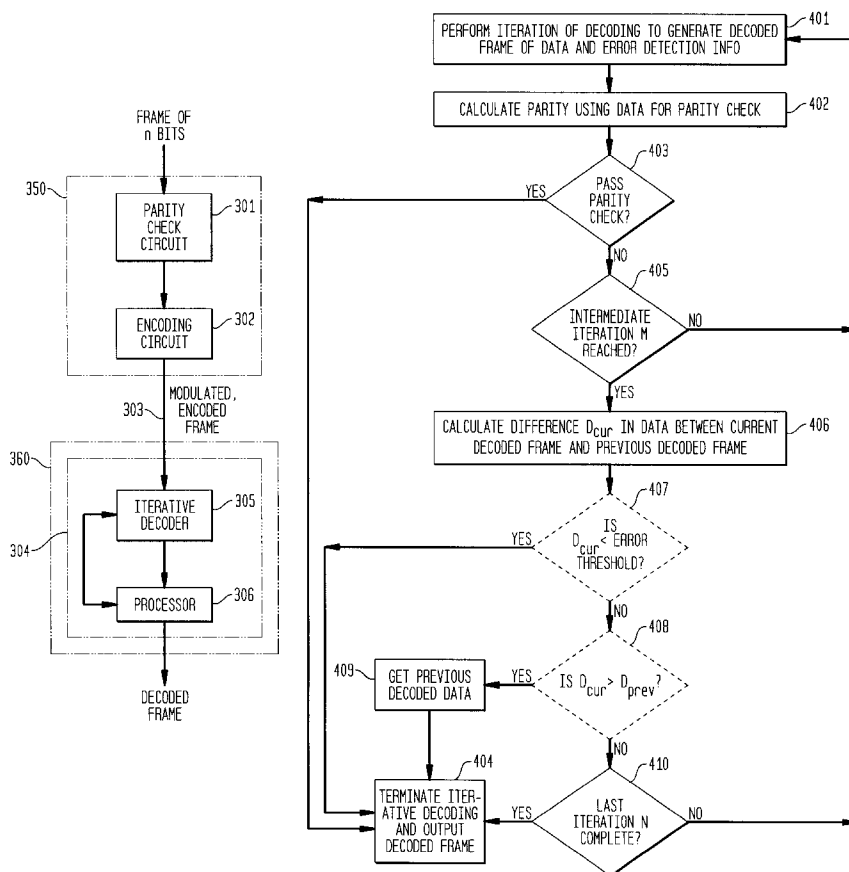 FRAME OF
n BITS
350
PARITY
CHECK
CIRCUIT
301
ENCODING
CIRCUIT
302
303
MODULATED,
ENCODED
FRAME
360
304
ITERATIVE
DECODER
305
PROCESSOR
306
DECODED
FRAME
401
PERFORM ITERATION OF DECODING TO GENERATE DECODED
FRAME OF DATA AND ERROR DETECTION INFO
CALCULATE PARITY USING DATA FOR PARITY CHECK
402
403
YES
PASS
PARITY
CHECK?
NO
405
INTERMEDIATE
ITERATION M
REACHED?
NO
YES
CALCULATE DIFFERENCE Dcur IN DATA BETWEEN CURRENT
DECODED FRAME AND PREVIOUS DECODED FRAME
406
407
YES
IS
Dcur < ERROR
THRESHOLD?
NO
408
409
GET PREVIOUS
DECODED DATA
YES
IS Dcur > Dprev?
NO
404
410
TERMINATE ITER-
ATIVE DECODING
AND OUTPUT
DECODED FRAME
YES
LAST
ITERATION N
COMPLETE?
NO